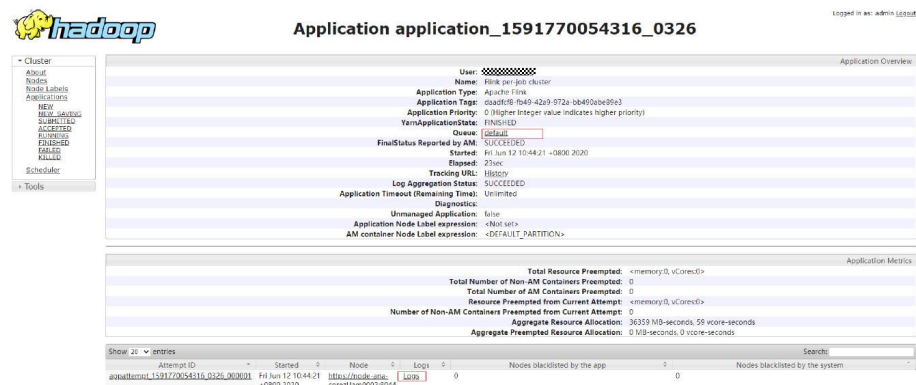 Logged in as: admin Logout
hadoop
Application application_1591770054316_0326
Cluster
About
Nodes
Node Labels
Applications
NEW
NEW_SAVING
SUBMITTED
ACCEPTED
RUNNING
FINISHED
FAILED
KILLED
Scheduler
Tools
Application Overview
User:
Name: Flink per-job cluster
Application Type: Apache Flink
Application Tags: daadfcf8-fb49-42a9-972a-bb490abe89e3
Application Priority: 0 (Higher Integer value indicates higher priority)
YarnApplicationState: FINISHED
Queue: default
FinalStatus Reported by AM: SUCCEEDED
Started: Fri Jun 12 10:44:21 +0800 2020
Elapsed: 23sec
Tracking URL: History
Log Aggregation Status: SUCCEEDED
Application Timeout (Remaining Time): Unlimited
Diagnostics:
Unmanaged Application: false
Application Node Label expression: <Not set>
AM container Node Label expression: <DEFAULT_PARTITION>
Application Metrics
Total Resource Preempted: <memory:0, vCores:0>
Total Number of Non-AM Containers Preempted: 0
Total Number of AM Containers Preempted: 0
Resource Preempted from Current Attempt: <memory:0, vCores:0>
Number of Non-AM Containers Preempted from Current Attempt: 0
Aggregate Resource Allocation: 36359 MB-seconds, 59 vcore-seconds
Aggregate Preempted Resource Allocation: 0 MB-seconds, 0 vcore-seconds
Show 20 entries Search:
Attempt ID Started Node Logs Nodes blacklisted by the app Nodes blacklisted by the system
appattempt_1591770054316_0326_000001 Fri Jun 12 10:44:21 https://node-ana- Logs 0 0
+0800 2020